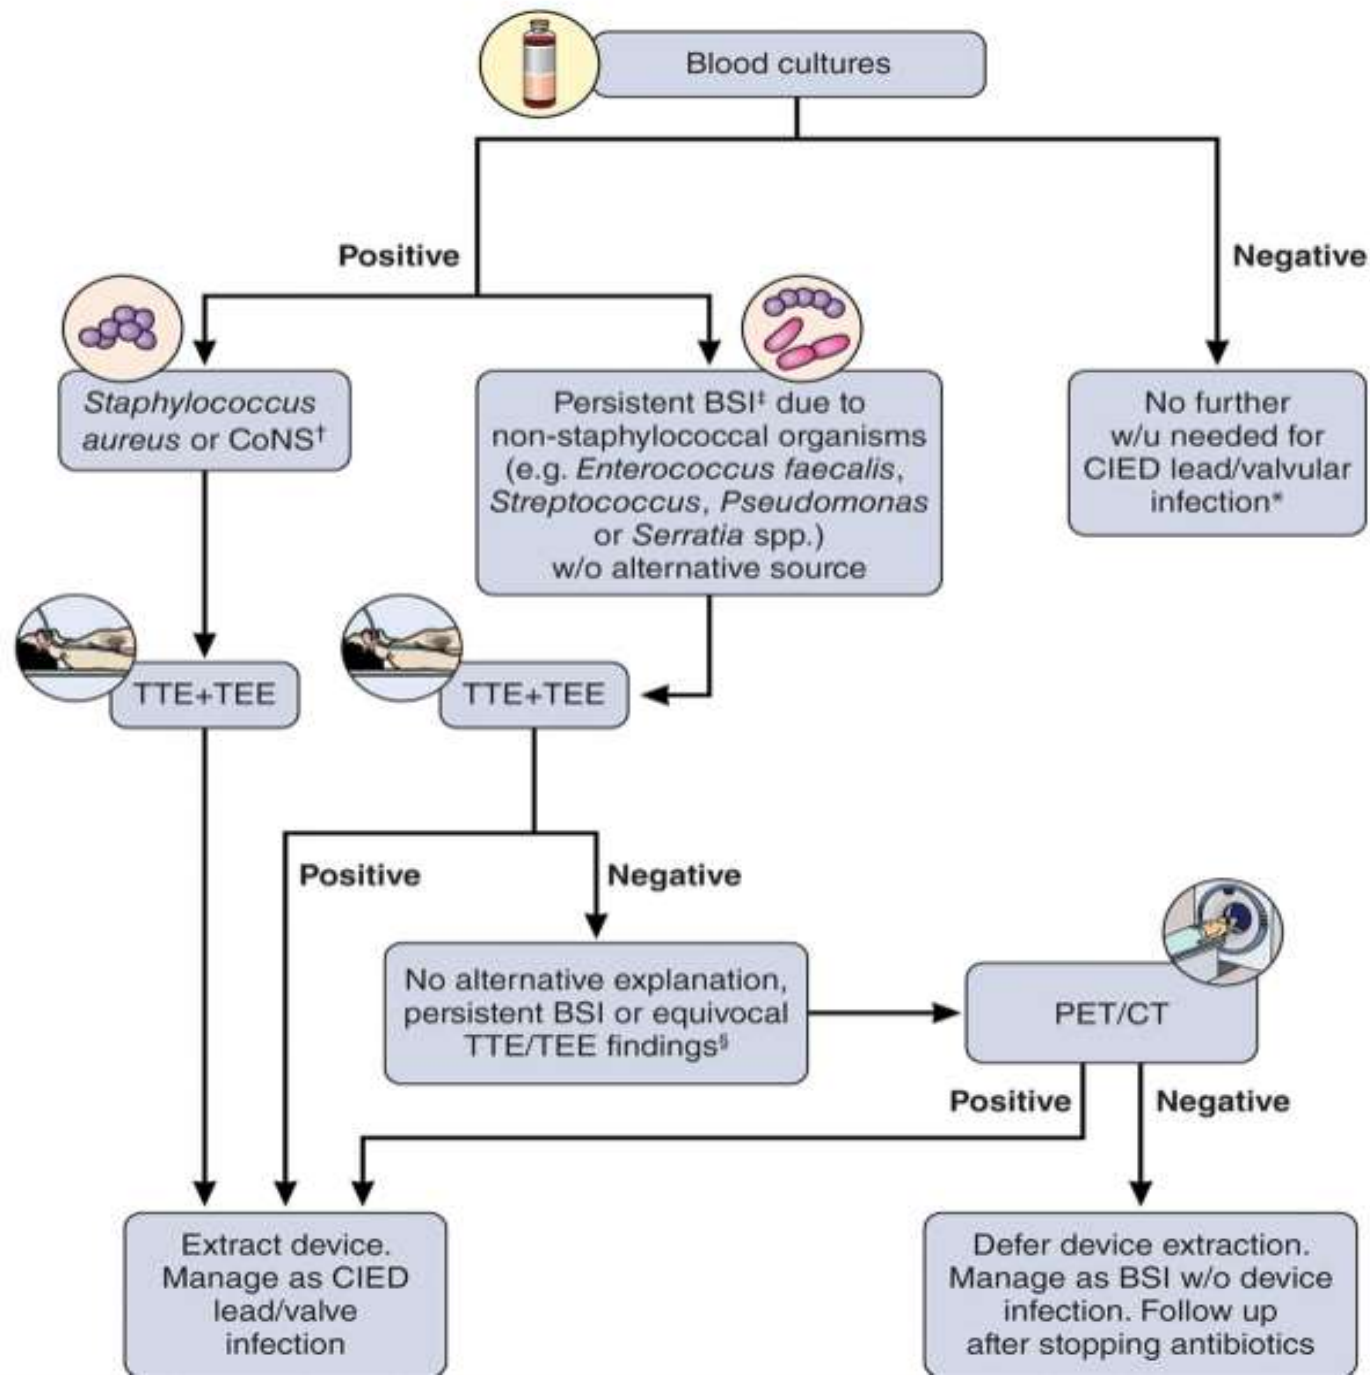 Blood cultures
Positive
Negative
Staphylococcus
aureus or CoNS†
Persistent BSI‡ due to
non-staphylococcal organisms
(e.g. Enterococcus faecalis,
Streptococcus, Pseudomonas
or Serratia spp.)
w/o alternative source
No further
w/u needed for
CIED lead/valvular
infection*
TTE+TEE
TTE+TEE
Positive
Negative
No alternative explanation,
persistent BSI or equivocal
TTE/TEE findings§
PET/CT
Positive
Negative
Extract device.
Manage as CIED
lead/valve
infection
Defer device extraction.
Manage as BSI w/o device
infection. Follow up
after stopping antibiotics